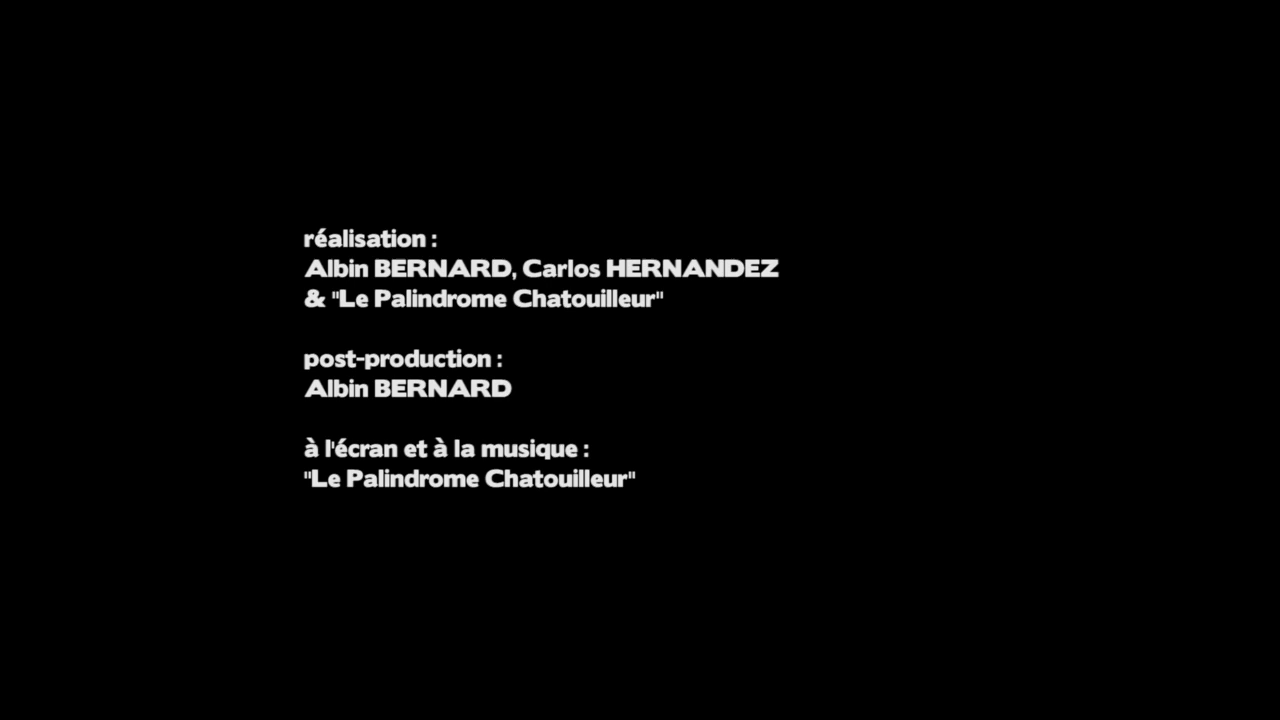 réalisation :
Albin BERNARD, Carlos HERNANDEZ
& "Le Palindrome Chatouilleur"
post-production :
Albin BERNARD
à l'écran et à la musique :
"Le Palindrome Chatouilleur"